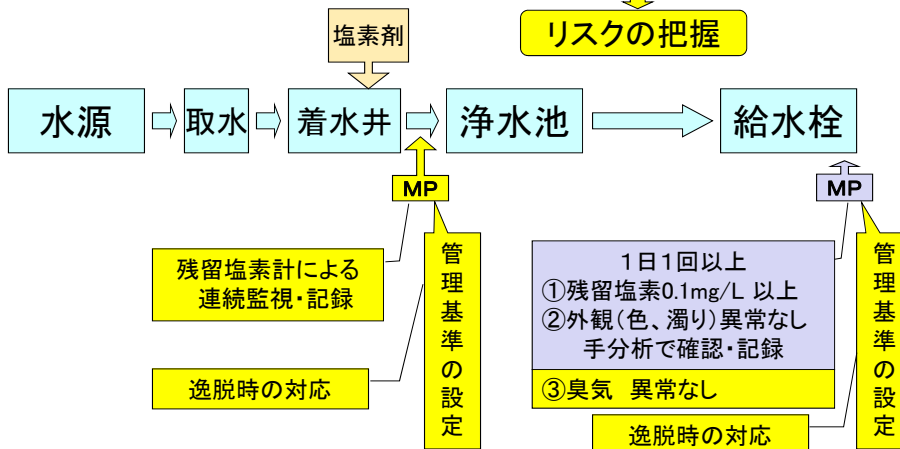 リスクの把握
塩素剤
水源
取水
着水井
浄水池
給水栓
MP
MP
残留塩素計による
連続監視・記録
管理基準の設定
逸脱時の対応
1日1回以上
①残留塩素0.1mg/L 以上
②外観(色、濁り)異常なし
手分析で確認・記録
③臭気 異常なし
管理基準の設定
逸脱時の対応